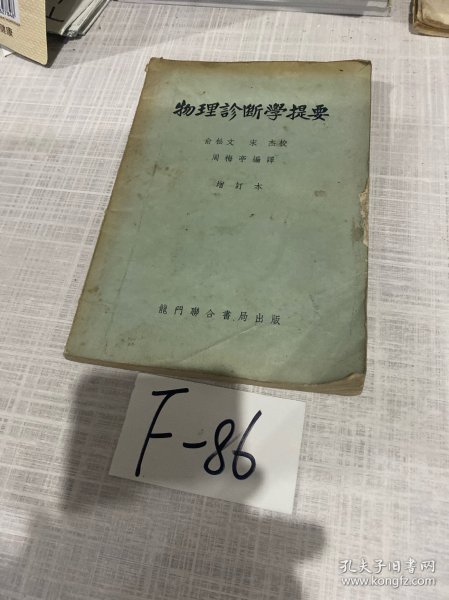 物理診斷學提要
俞松文 宋杰校
周梅亭編譯
增訂本
龍門聯合書局出版
F-86
孔夫子旧书网
www.kongfz.com